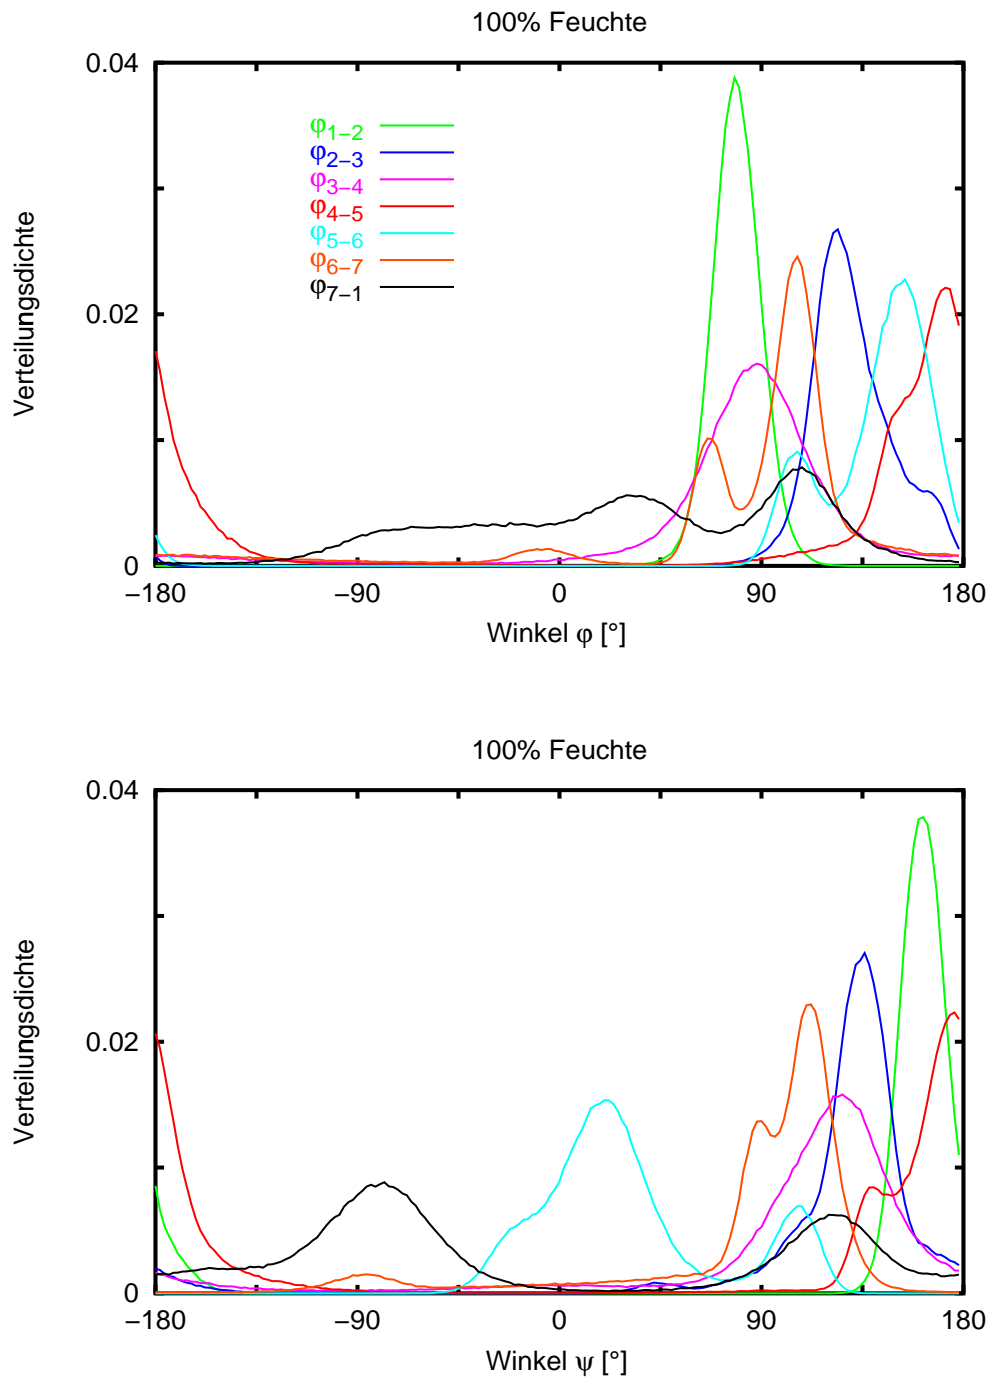 100% Feuchte
0.04
φ1−2
φ2−3
φ3−4
φ4−5
φ5−6
φ6−7
φ7−1
0.02
Verteilungsdichte
0
−180 −90 0 90 180
Winkel φ [°]
100% Feuchte
0.04
0.02
Verteilungsdichte
0
−180 −90 0 90 180
Winkel ψ [°]